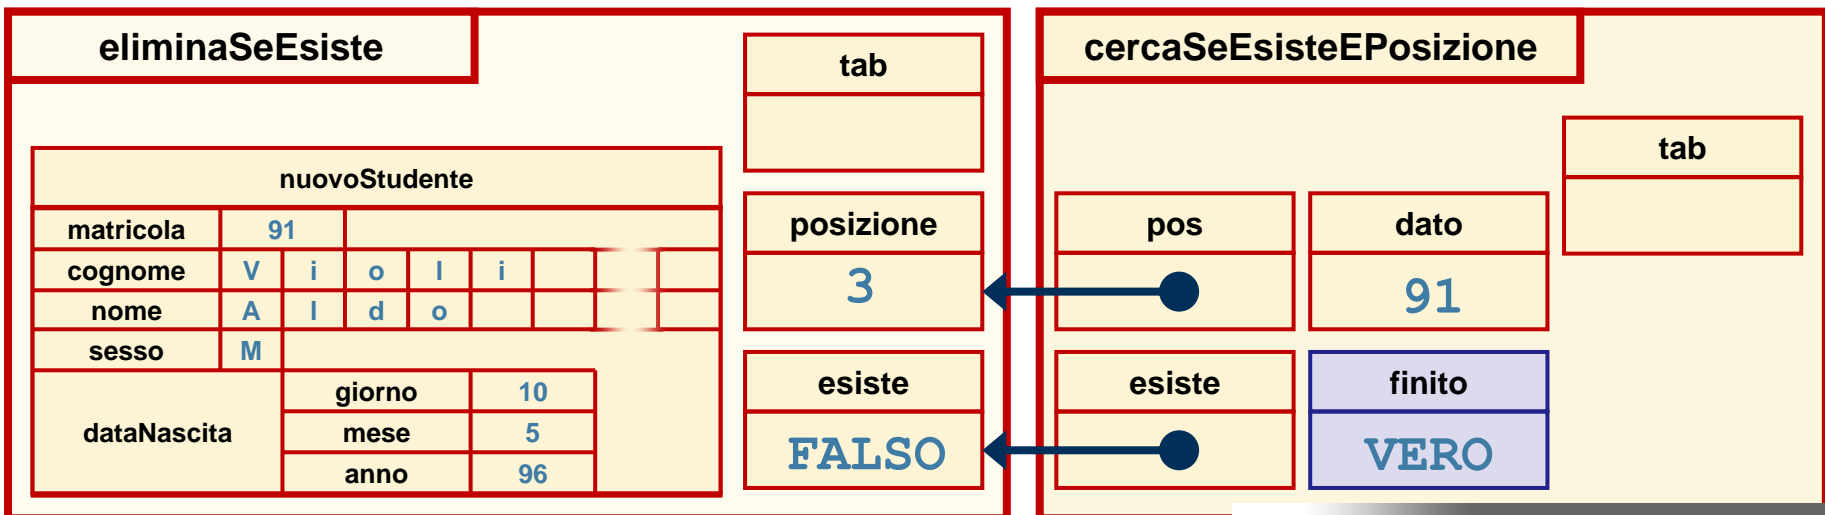 eliminaSeEsiste
tab
nuovoStudente
matricola 91
cognome V i o l i
nome A l d o
sesso M
dataNascita
giorno 10
mese 5
anno 96
posizione
3
esiste
FALSO
cercaSeEsisteEPosizione
tab
pos
dato
91
esiste
finito
VERO